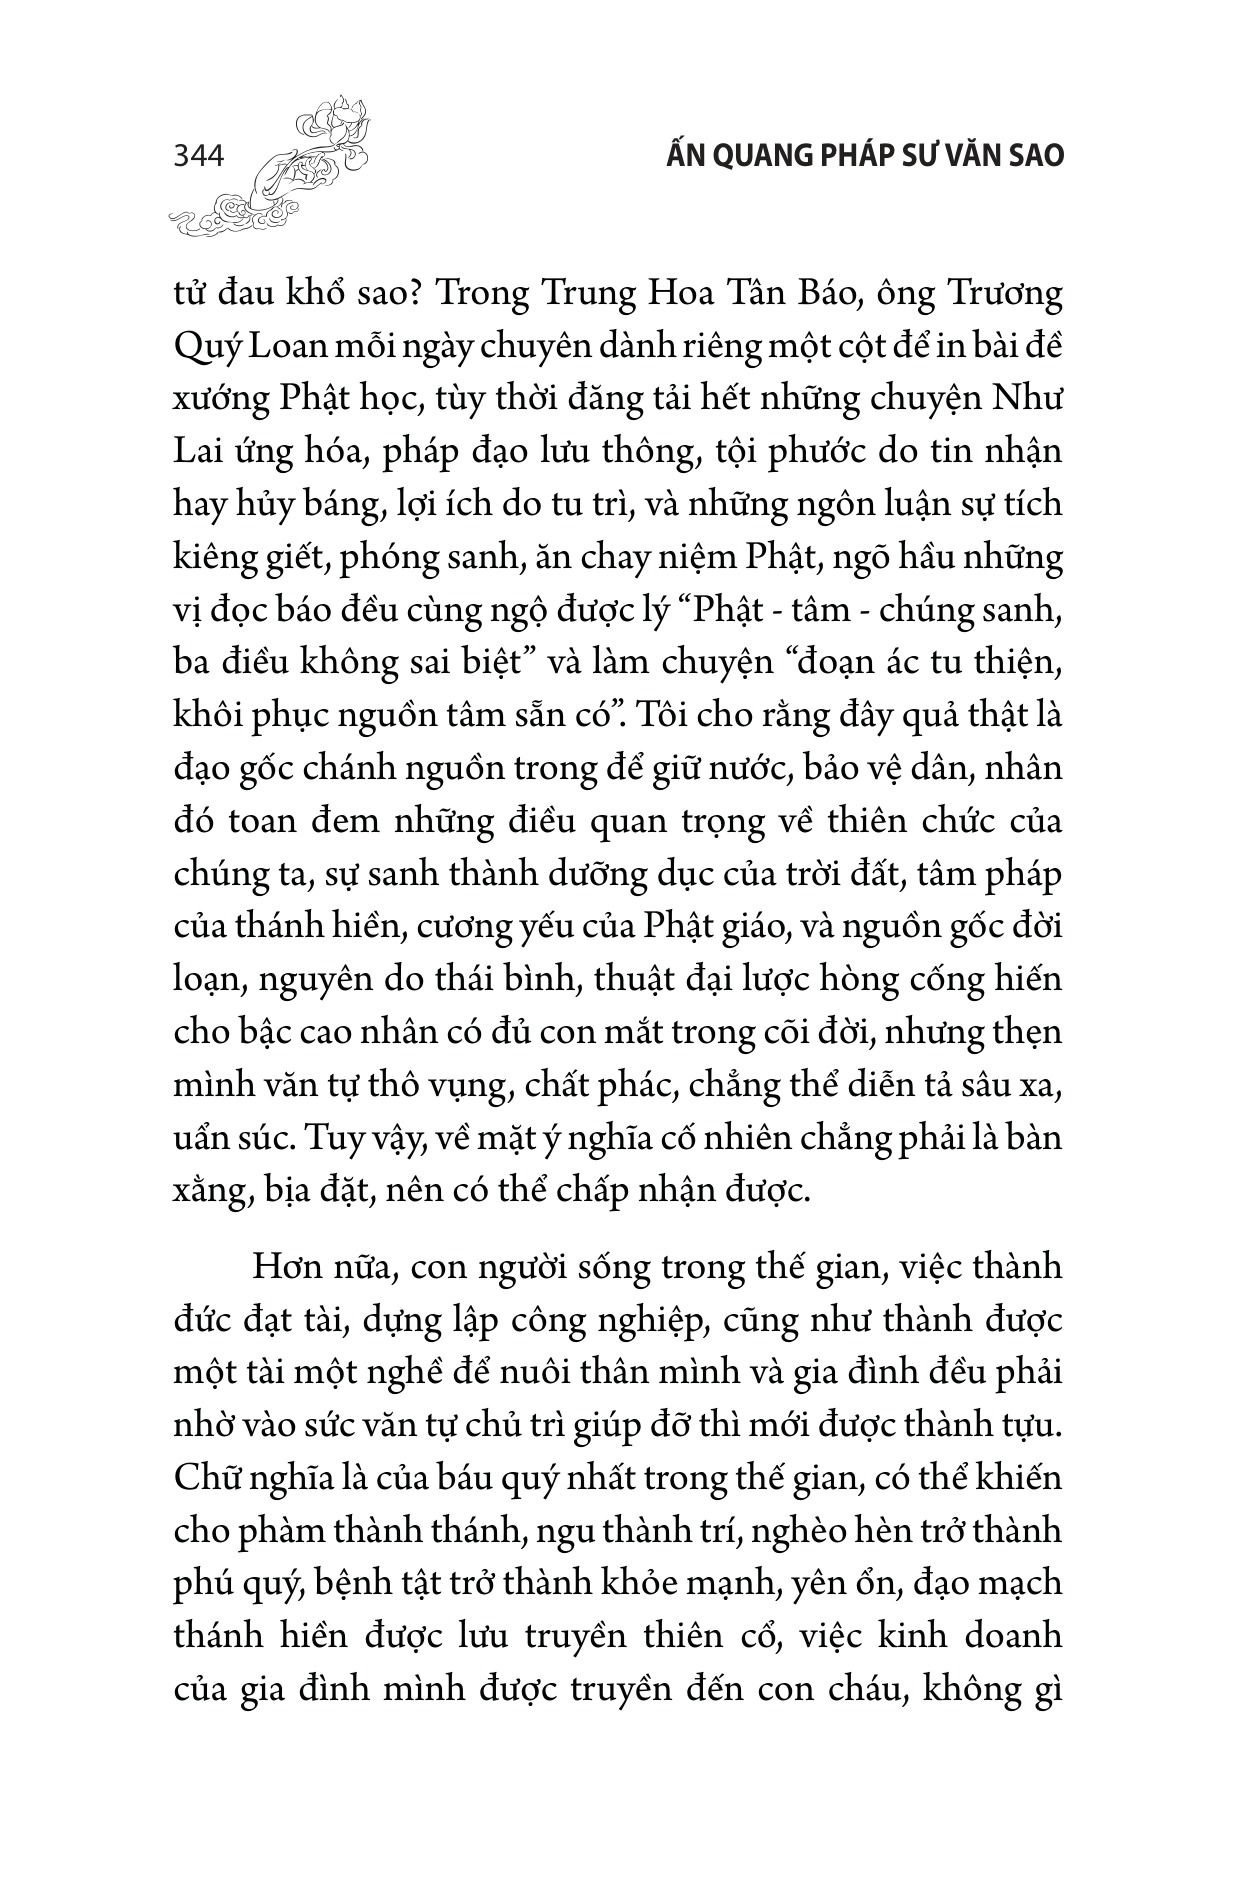 344
ẤN QUANG PHÁP SƯ VĂN SAO
tử đau khổ sao? Trong Trung Hoa Tân Báo, ông Trương
Quý Loan mỗi ngày chuyên dành riêng một cột để in bài đề
xướng Phật học, tùy thời đăng tải hết những chuyện Như
Lai ứng hóa, pháp đạo lưu thông, tội phước do tin nhận
hay hủy báng, lợi ích do tu trì, và những ngôn luận sự tích
kiêng giết, phóng sanh, ăn chay niệm Phật, ngõ hầu những
vị đọc báo đều cùng ngộ được lý “Phật - tâm - chúng sanh,
ba điều không sai biệt” và làm chuyện “đoạn ác tu thiện,
khôi phục nguồn tâm sẵn có”. Tôi cho rằng đây quả thật là
đạo gốc chánh nguồn trong để giữ nước, bảo vệ dân, nhân
đó toan đem những điều quan trọng về thiên chức của
chúng ta, sự sanh thành dưỡng dục của trời đất, tâm pháp
của thánh hiền, cương yếu của Phật giáo, và nguồn gốc đời
loạn, nguyên do thái bình, thuật đại lược hòng cống hiến
cho bậc cao nhân có đủ con mắt trong cõi đời, nhưng thẹn
mình văn tự thô vụng, chất phác, chẳng thể diễn tả sâu xa,
uẩn súc. Tuy vậy, về mặt ý nghĩa cố nhiên chẳng phải là bàn
xằng, bịa đặt, nên có thể chấp nhận được.
Hơn nữa, con người sống trong thế gian, việc thành
đức đạt tài, dựng lập công nghiệp, cũng như thành được
một tài một nghề để nuôi thân mình và gia đình đều phải
nhờ vào sức văn tự chủ trì giúp đỡ thì mới được thành tựu.
Chữ nghĩa là của báu quý nhất trong thế gian, có thể khiến
cho phàm thành thánh, ngu thành trí, nghèo hèn trở thành
phú quý, bệnh tật trở thành khỏe mạnh, yên ổn, đạo mạch
thánh hiền được lưu truyền thiên cổ, việc kinh doanh
của gia đình mình được truyền đến con cháu, không gì